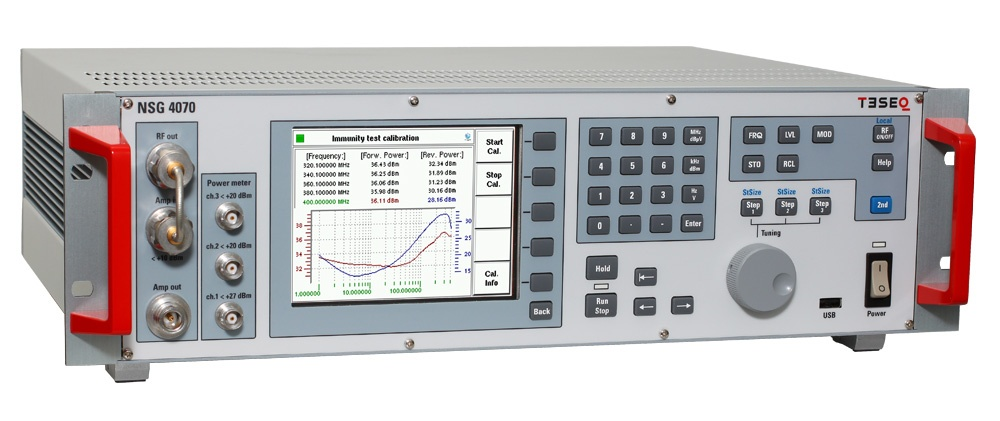 NSG 4070
TESEQ
RF out
Amp
Amp out
Power meter
ch.3 < +20 dBm
ch.2 < +20 dBm
ch.1 < +27 dBm
Immunity test calibration
[Frequency:] [Forw. Power:] [Rev. Power:]
320.100000 MHz 36.43 dBm 32.34 dBm
340.100000 MHz 36.25 dBm 31.89 dBm
360.100000 MHz 36.06 dBm 31.23 dBm
380.100000 MHz 35.98 dBm 30.16 dBm
400.000000 MHz 36.11 dBm 28.16 dBm
38
36
34
32
30
25
20
15
1.000000 10.000000 100.000000
Start
Cal.
Stop
Cal.
Cal.
Info
Back
7 8 9 MHz
dBµV
4 5 6 kHz
dBm
1 2 3 Hz
V
0 . - Enter
Hold
Run
Stop
FRQ LVL MOD
STO RCL
Local
RF
ON/OFF
Help
2nd
StSize StSize StSize
Step
1
Step
2
Step
3
Tuning
USB
Power